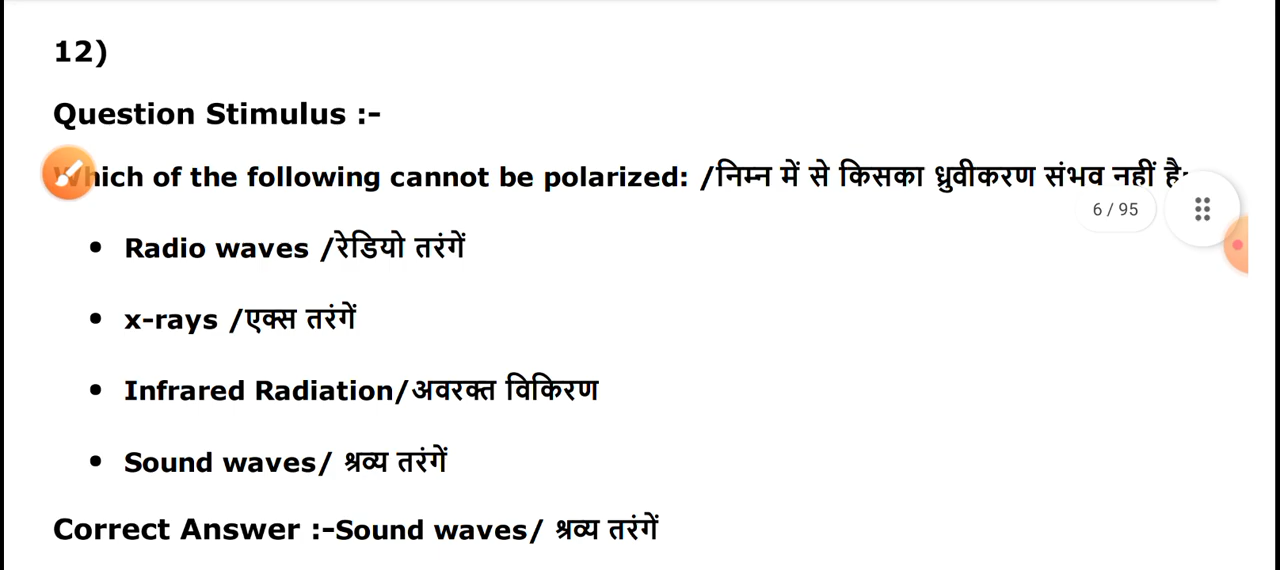 12)
Question Stimulus :-
Which of the following cannot be polarized: /निम्न में से किसका ध्रुवीकरण संभव नहीं है:
6 / 95
• Radio waves /रेडियो तरंगें
• x-rays /एक्स तरंगें
• Infrared Radiation/अवरक्त विकिरण
• Sound waves/ श्रव्य तरंगें
Correct Answer :-Sound waves/ श्रव्य तरंगें